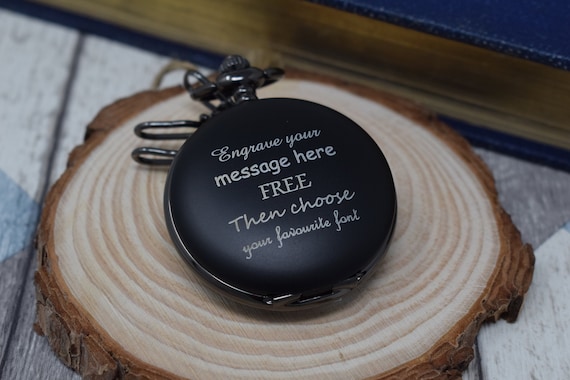 Engrave your
message here
FREE
Then choose
your favourite font